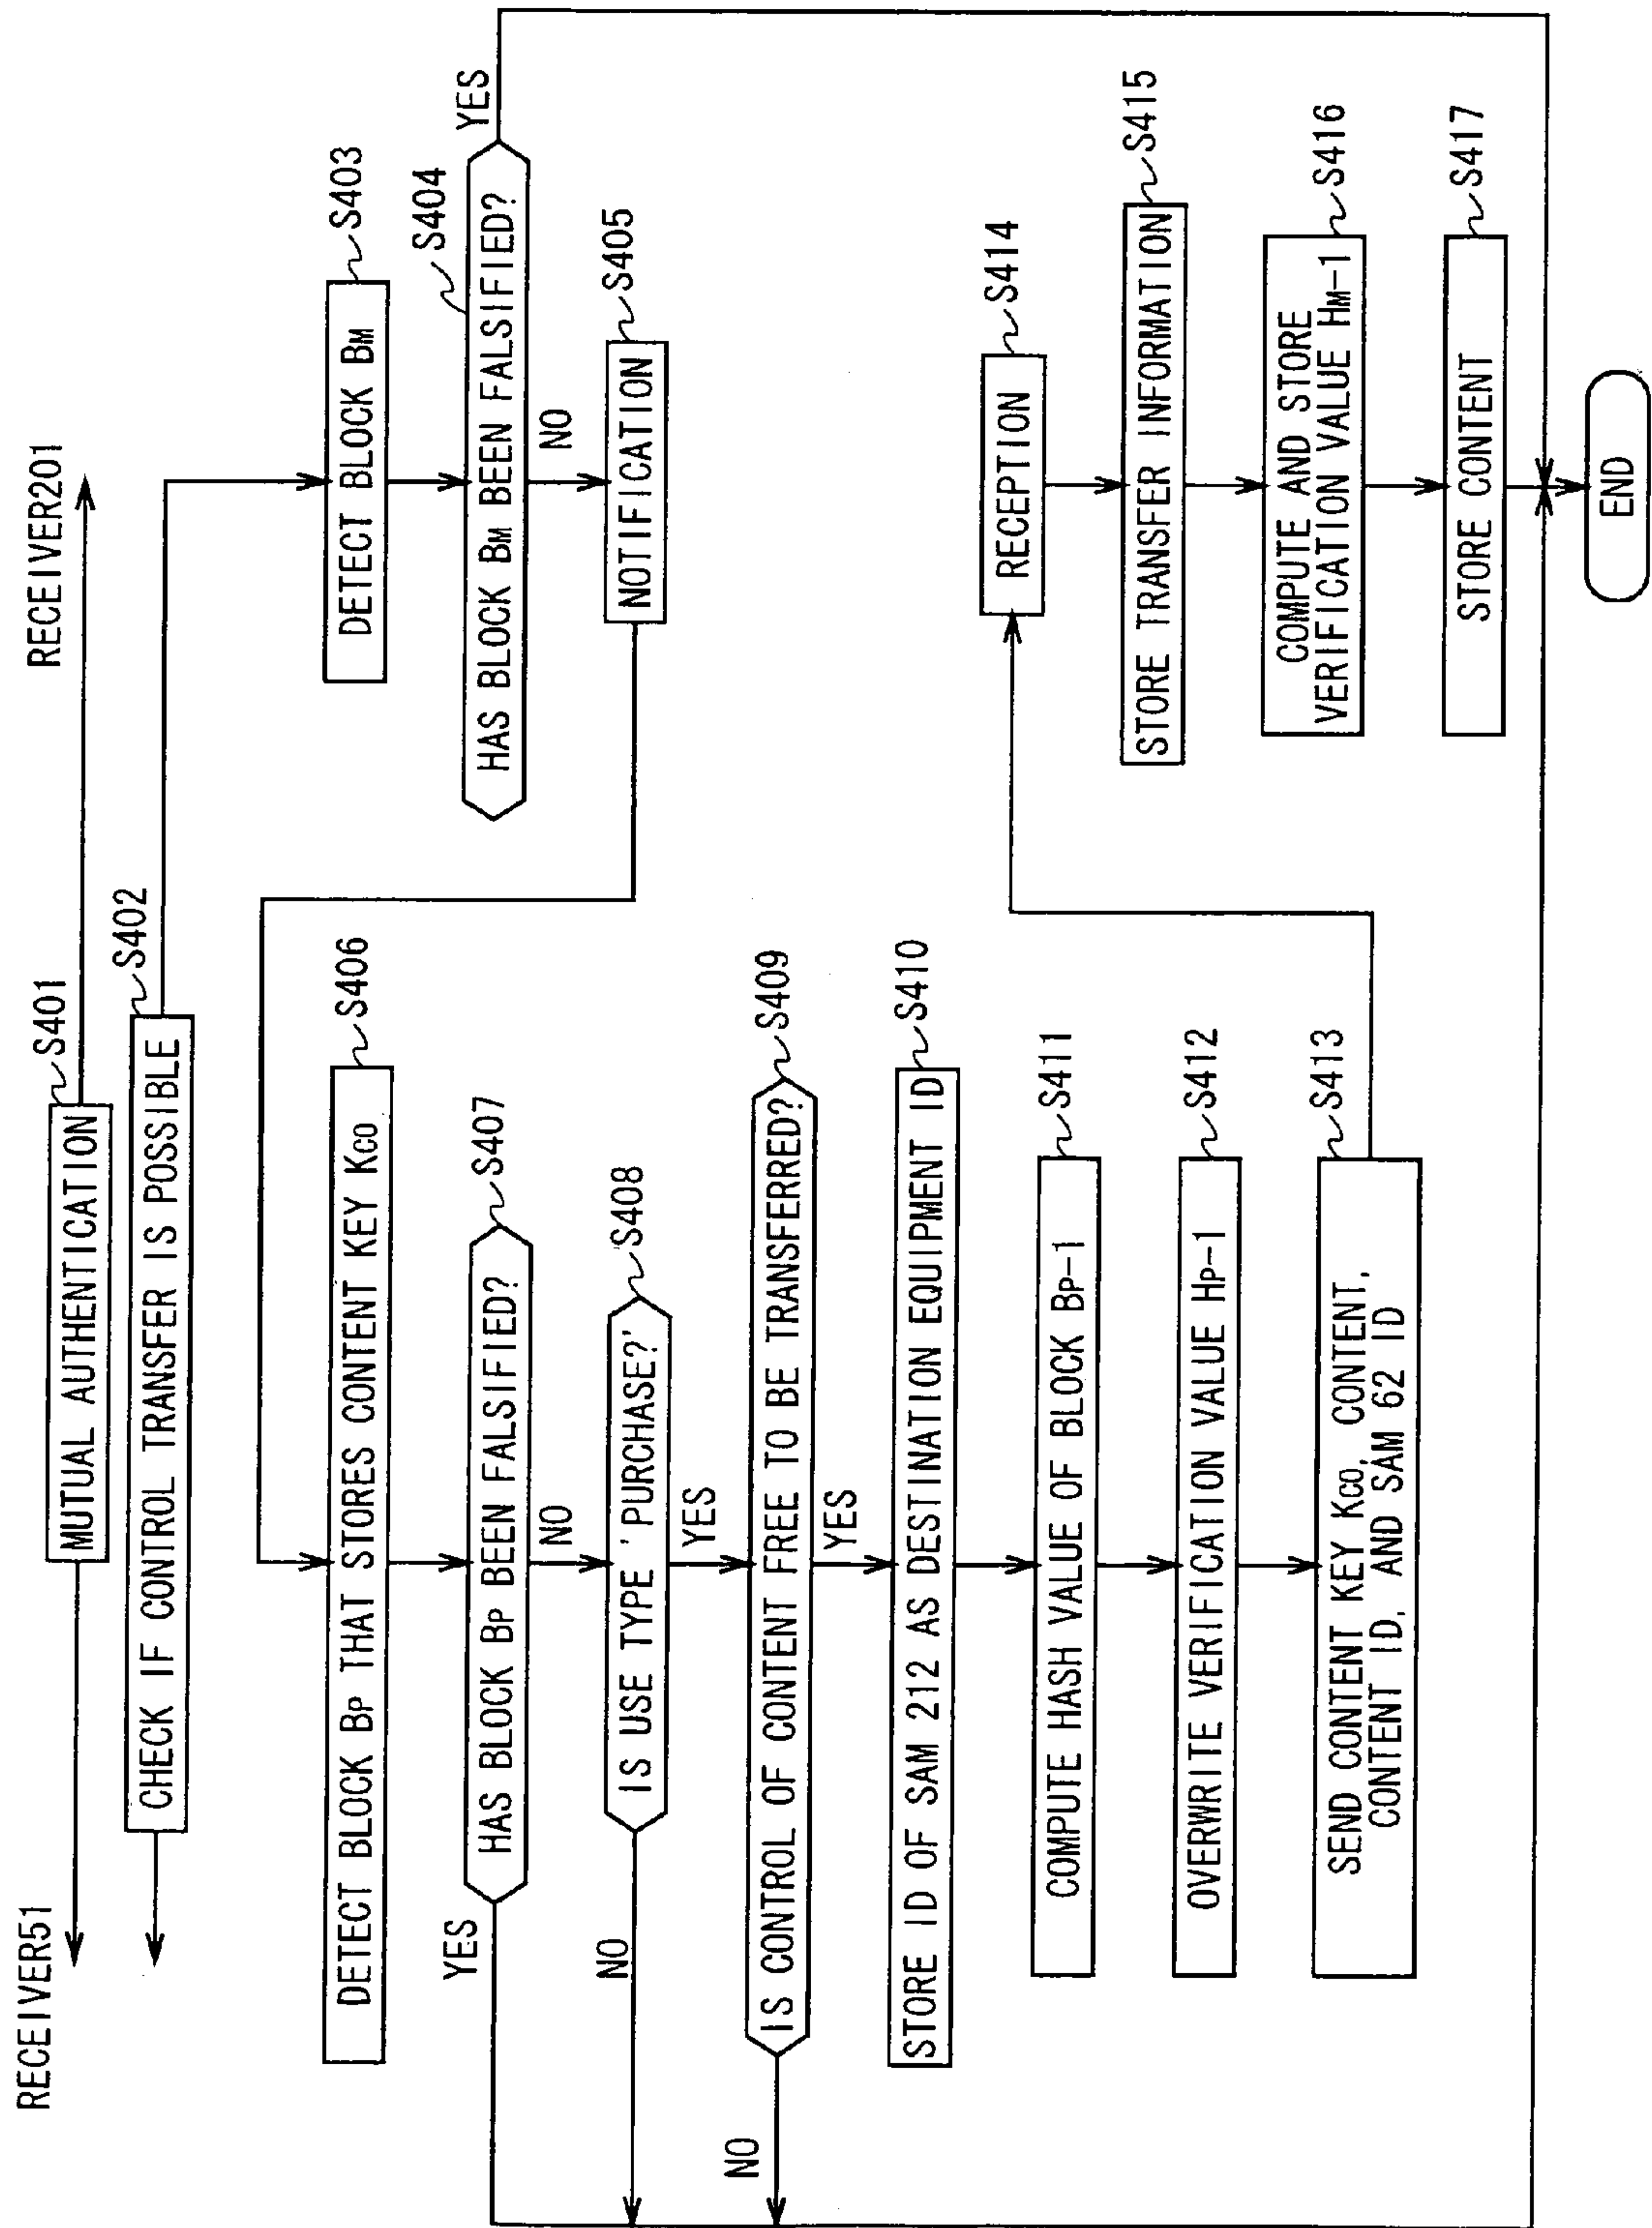 RECEIVER51
RECEIVER201
MUTUAL AUTHENTICATION
S401
CHECK IF CONTROL TRANSFER IS POSSIBLE
S402
DETECT BLOCK BM
S403
HAS BLOCK BM BEEN FALSIFIED?
S404
YES
NO
NOTIFICATION
S405
DETECT BLOCK BP THAT STORES CONTENT KEY Kco
S406
HAS BLOCK BP BEEN FALSIFIED?
S407
YES
NO
IS USE TYPE 'PURCHASE?'
S408
NO
YES
IS CONTROL OF CONTENT FREE TO BE TRANSFERRED?
S409
NO
YES
STORE ID OF SAM 212 AS DESTINATION EQUIPMENT ID
S410
COMPUTE HASH VALUE OF BLOCK BP-1
S411
OVERWRITE VERIFICATION VALUE HP-1
S412
SEND CONTENT KEY Kco, CONTENT,
CONTENT ID, AND SAM 62 ID
S413
RECEPTION
S414
STORE TRANSFER INFORMATION
S415
COMPUTE AND STORE
VERIFICATION VALUE HM-1
S416
STORE CONTENT
S417
END